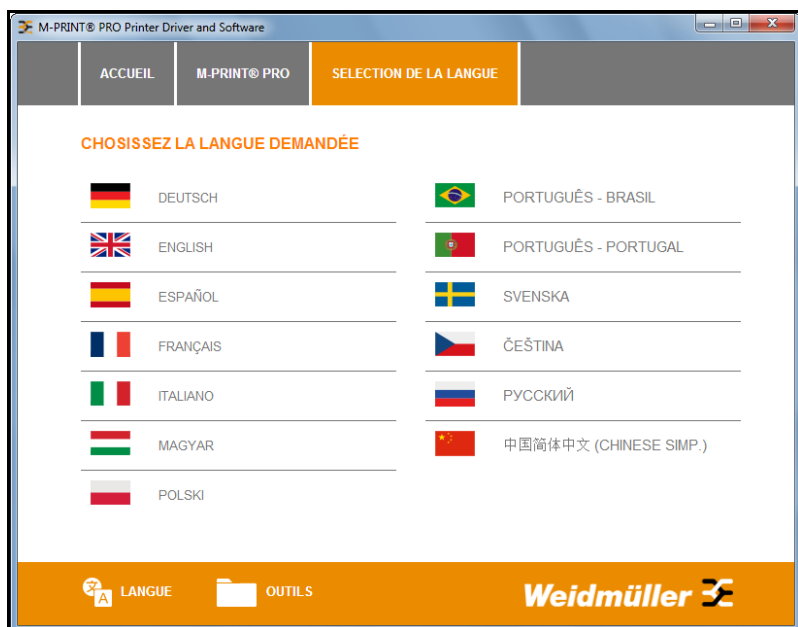 M-PRINT® PRO Printer Driver and Software
ACCUEIL M-PRINT® PRO SELECTION DE LA LANGUE
CHOSISSEZ LA LANGUE DEMANDÉE
DEUTSCH
ENGLISH
ESPAÑOL
FRANÇAIS
ITALIANO
MAGYAR
POLSKI
PORTUGUÊS - BRASIL
PORTUGUÊS - PORTUGAL
SVENSKA
ČEŠTINA
РУССКИЙ
中国简体中文 (CHINESE SIMP.)
LANGUE OUTILS Weidmüller